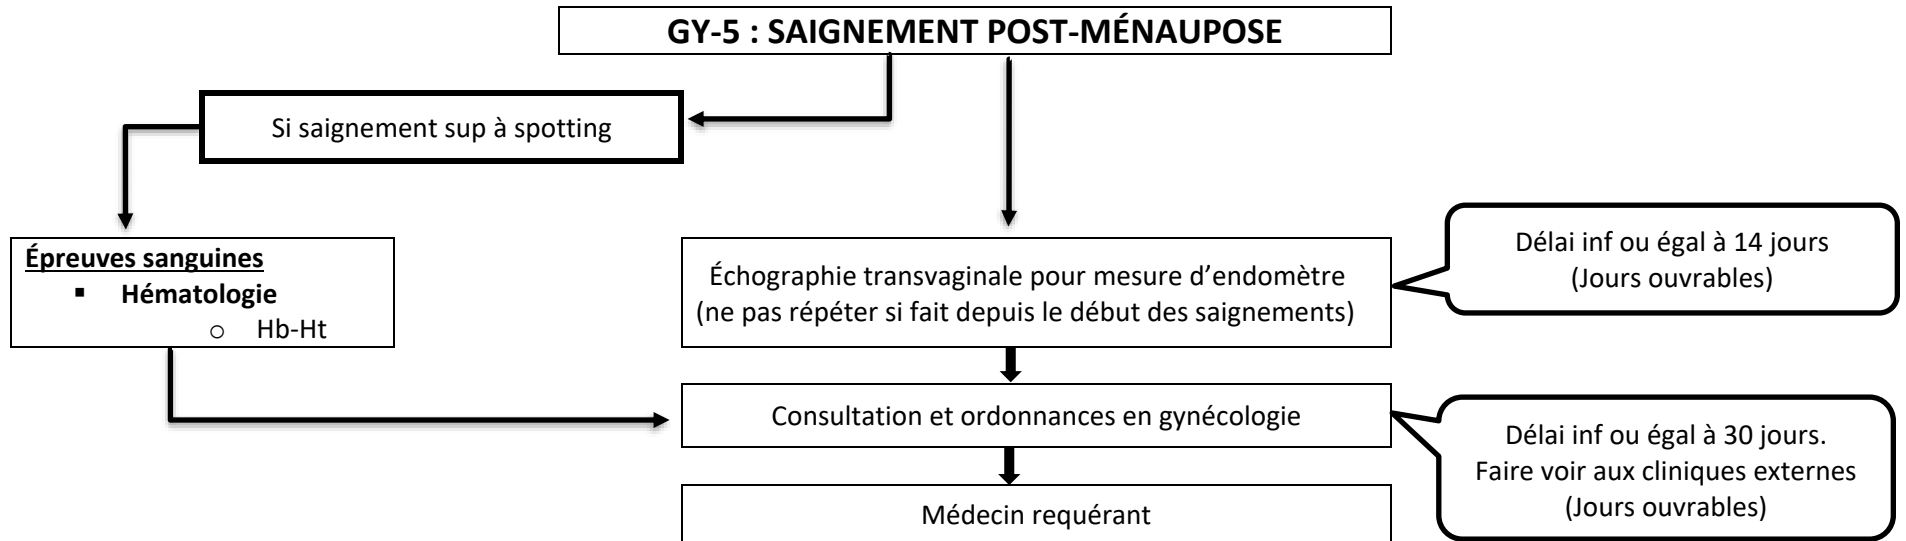 GY-5 : SAIGNEMENT POST-MÉNAUPOSE
Si saignement sup à spotting
Épreuves sanguines
▪ Hématologie
o Hb-Ht
Échographie transvaginale pour mesure d’endomètre
(ne pas répéter si fait depuis le début des saignements)
Délai inf ou égal à 14 jours
(Jours ouvrables)
Consultation et ordonnances en gynécologie
Délai inf ou égal à 30 jours.
Faire voir aux cliniques externes
(Jours ouvrables)
Médecin requérant